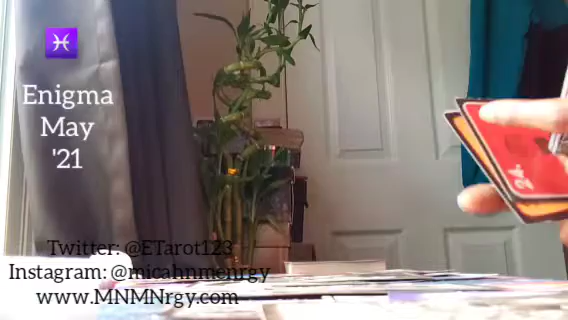 ♓
Enigma
May
'21
Twitter: @ETarot123
Instagram: @micahnmenrgy
www.MNMNrgy.com